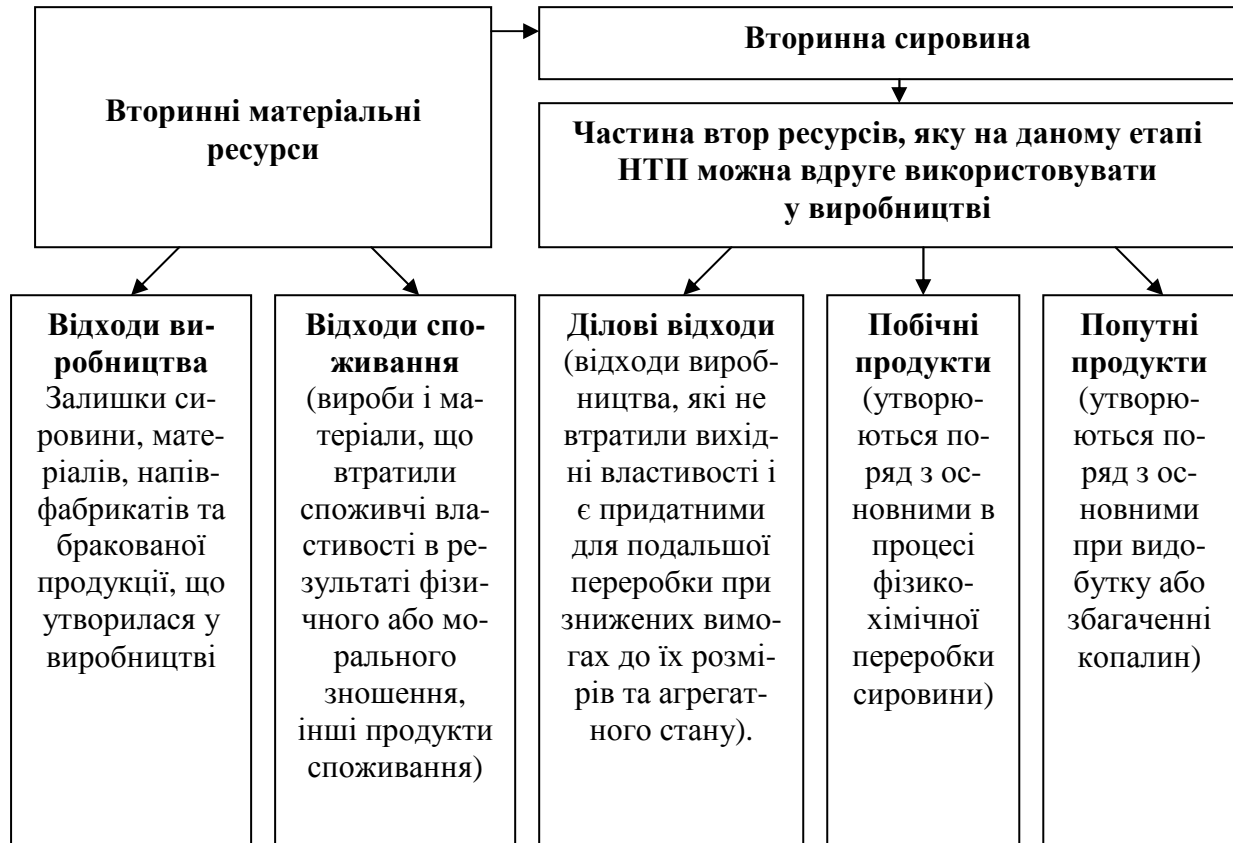 Вторинні матеріальні
ресурси
Вторинна сировина
Частина втор ресурсів, яку на даному етапі
НТП можна вдруге використовувати
у виробництві
Відходи ви-
робництва
Залишки си-
ровини, мате-
ріалів, напів-
фабрикатів та
бракованої
продукції, що
утворилася у
виробництві
Відходи спо-
живання
(вироби і ма-
теріали, що
втратили
споживчі вла-
стивості в ре-
зультаті фізи-
чного або мо-
рального
зношення,
інші продукти
споживання)
Ділові відходи
(відходи вироб-
ництва, які не
втратили вихід-
ні властивості і
є придатними
для подальшої
переробки при
знижених вимо-
гах до їх розмі-
рів та агрегат-
ного стану).
Побічні
продукти
(утворю-
ються по-
ряд з ос-
новними в
процесі
фізико-
хімічної
переробки
сировини)
Попутні
продукти
(утворю-
ються по-
ряд з ос-
новними
при видо-
бутку або
збагаченні
копалин)